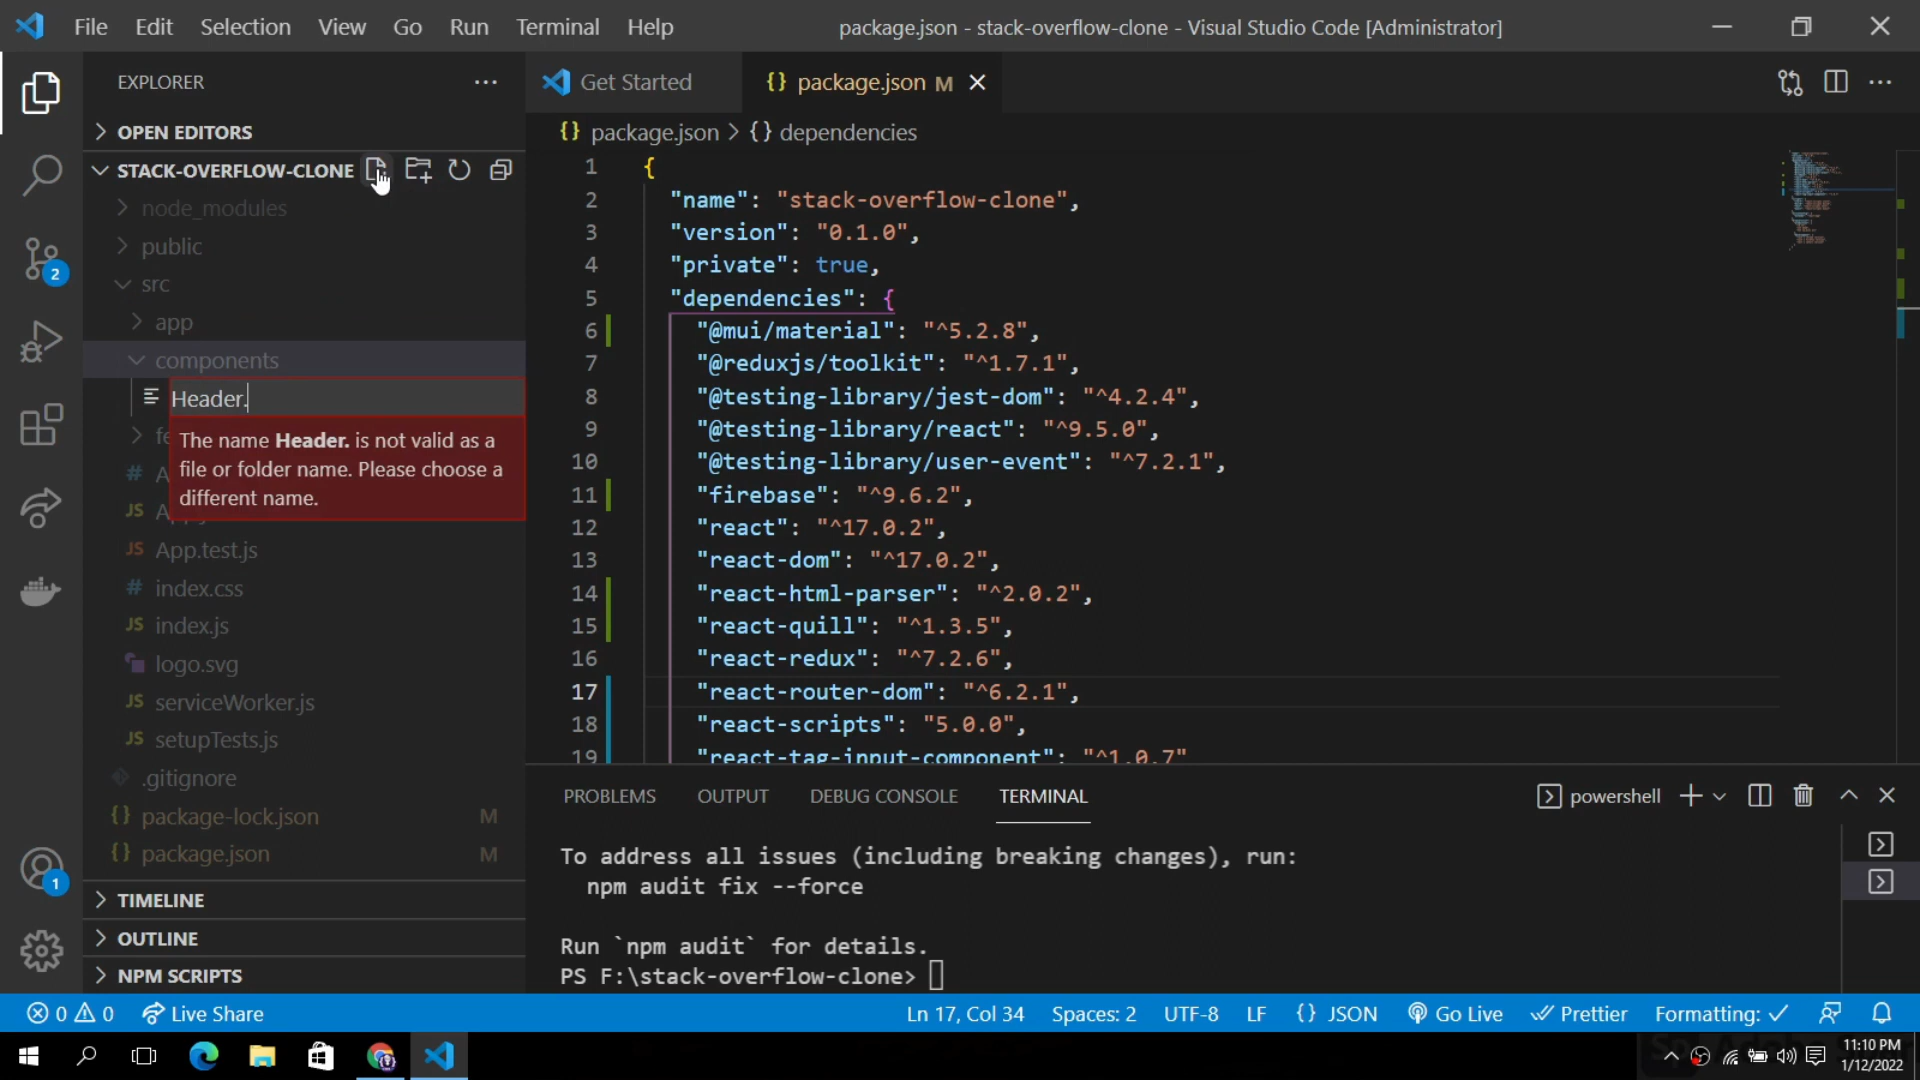 File Edit Selection View Go Run Terminal Help
package.json - stack-overflow-clone - Visual Studio Code [Administrator]
EXPLORER
OPEN EDITORS
STACK-OVERFLOW-CLONE
node_modules
public
src
app
components
Header.
The name Header. is not valid as a
file or folder name. Please choose a
different name.
JS App.test.js
# index.css
JS index.js
logo.svg
JS serviceWorker.js
JS setupTests.js
.gitignore
{} package-lock.json M
{} package.json M
TIMELINE
OUTLINE
NPM SCRIPTS
2
1
Get Started
{} package.json M
{} package.json > {} dependencies
1 {
2 "name": "stack-overflow-clone",
3 "version": "0.1.0",
4 "private": true,
5 "dependencies": {
6 "@mui/material": "^5.2.8",
7 "@reduxjs/toolkit": "^1.7.1",
8 "@testing-library/jest-dom": "^4.2.4",
9 "@testing-library/react": "^9.5.0",
10 "@testing-library/user-event": "^7.2.1",
11 "firebase": "^9.6.2",
12 "react": "^17.0.2",
13 "react-dom": "^17.0.2",
14 "react-html-parser": "^2.0.2",
15 "react-quill": "^1.3.5",
16 "react-redux": "^7.2.6",
17 "react-router-dom": "^6.2.1",
18 "react-scripts": "5.0.0",
19 "react-tag-input-component": "^1.0.7"
PROBLEMS OUTPUT DEBUG CONSOLE TERMINAL
powershell
To address all issues (including breaking changes), run:
npm audit fix --force
Run `npm audit` for details.
PS F:\stack-overflow-clone>
0 0 Live Share
Ln 17, Col 34 Spaces: 2 UTF-8 LF {} JSON Go Live Prettier Formatting: ✓
11:10 PM
1/12/2022